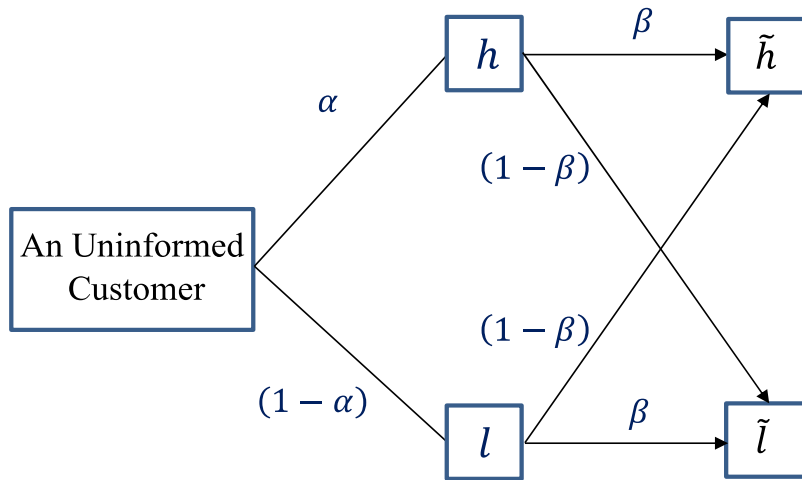 β
h
h̃
α
(1 − β)
An Uninformed
Customer
(1 − β)
(1 − α)
β
l
l̃